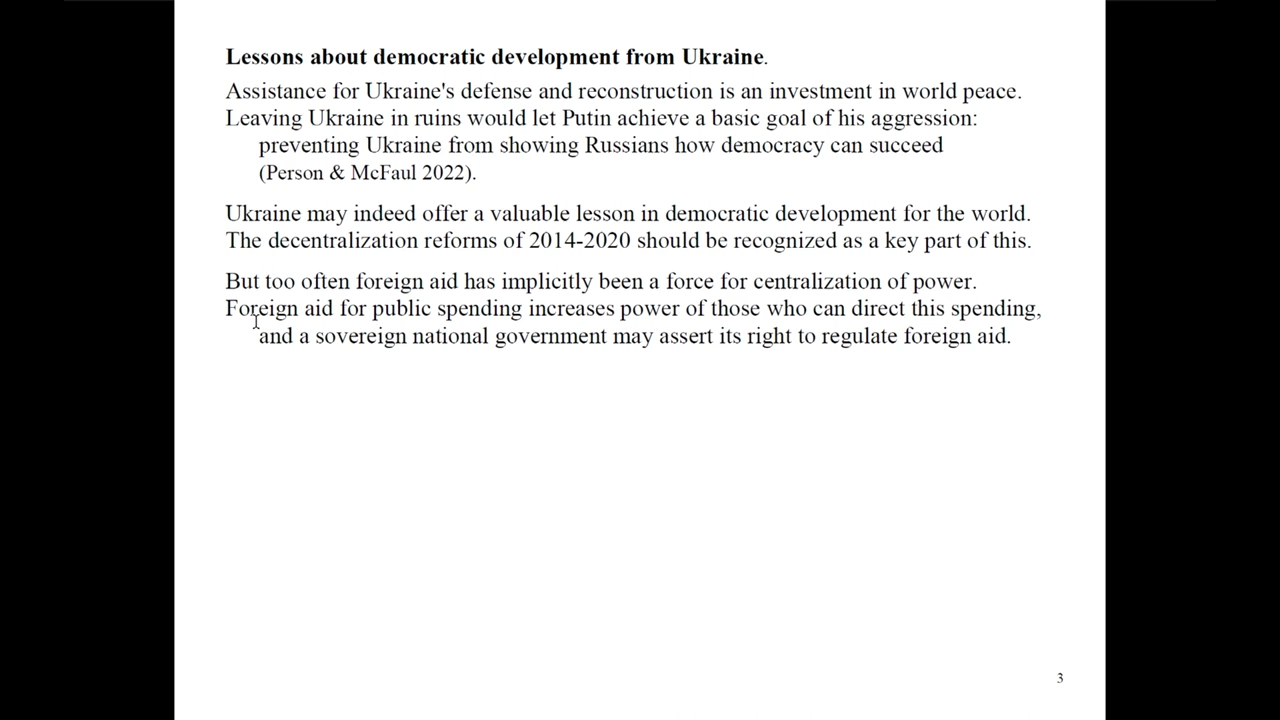 Lessons about democratic development from Ukraine.
Assistance for Ukraine's defense and reconstruction is an investment in world peace.
Leaving Ukraine in ruins would let Putin achieve a basic goal of his aggression:
preventing Ukraine from showing Russians how democracy can succeed
(Person & McFaul 2022).
Ukraine may indeed offer a valuable lesson in democratic development for the world.
The decentralization reforms of 2014-2020 should be recognized as a key part of this.
But too often foreign aid has implicitly been a force for centralization of power.
Foreign aid for public spending increases power of those who can direct this spending,
and a sovereign national government may assert its right to regulate foreign aid.
3